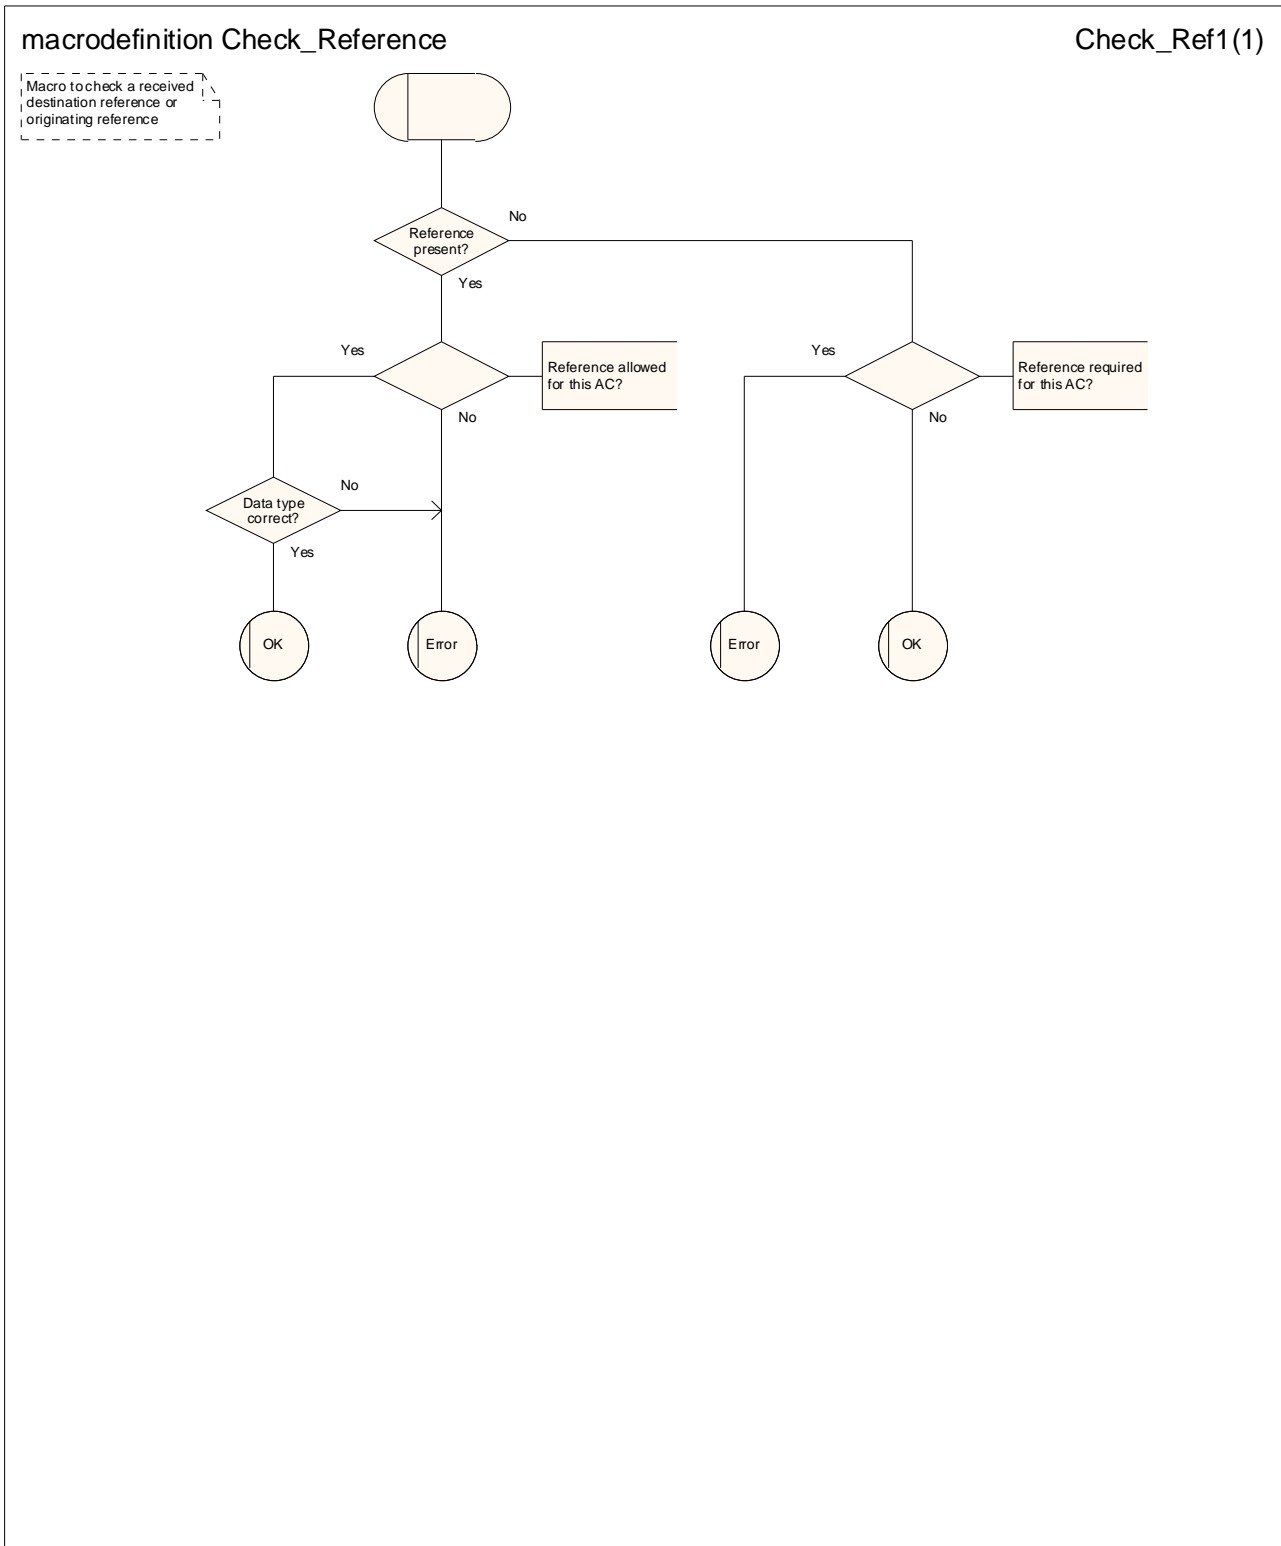 macrodefinition Check_Reference
Check_Ref1(1)
Macro to check a received
destination reference or
originating reference
Reference
present?
No
Yes
Yes
Reference allowed
for this AC?
No
Yes
Reference required
for this AC?
No
Data type
correct?
No
Yes
OK
Error
Error
OK